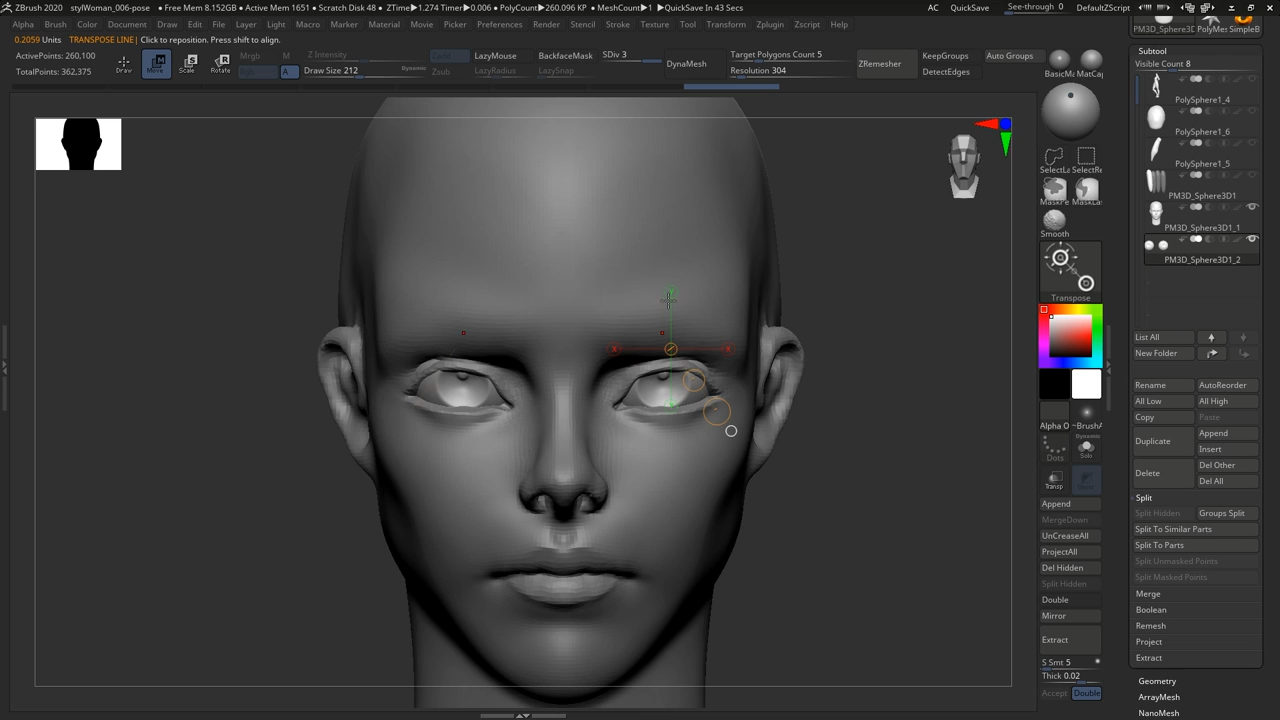 ZBrush 2020 stylWoman_006-pose • Free Mem 8.152GB • Active Mem 1651 • Scratch Disk 48 • ZTime▶1.274 Timer▶0.006 • PolyCount▶260.096 KP • MeshCount▶1 ▶QuickSave In 43 Secs AC QuickSave See-through 0 DefaultZScript
Alpha Brush Color Document Draw Edit File Layer Light Macro Marker Material Movie Picker Preferences Render Stencil Stroke Texture Tool Transform Zplugin Zscript
0.2059 Units TRANSPOSE LINE| Click to reposition. Press shift to align.
ActivePoints: 260,100
TotalPoints: 362,375
Draw
Move
Scale
Rotate
Mrgb M
A
Z Intensity
Draw Size 212 Dynamic
Zsub
LazyMouse
LazyRadius
BackfaceMask
LazySnap
SDiv 3
DynaMesh
Target Polygons Count 5
Resolution 304
ZRemesher
KeepGroups
DetectEdges
Auto Groups
PM3D_Sphere3D
PolyMes
SimpleB
BasicMa
MatCap
SelectLa
SelectRe
MaskPe
MaskLas
Smooth
Transpose
Alpha O
~BrushA
Dots
Dynamic
Solo
Transp
Append
MergeDown
UnCreaseAll
ProjectAll
Del Hidden
Split Hidden
Double
Mirror
Extract
S Smt 5
Thick 0.02
Accept
Double
Subtool
Visible Count 8
PolySphere1_4
PolySphere1_6
PolySphere1_5
PM3D_Sphere3D1
PM3D_Sphere3D1_1
PM3D_Sphere3D1_2
List All
New Folder
Rename
AutoReorder
All Low
All High
Copy
Paste
Duplicate
Append
Insert
Delete
Del Other
Del All
Split
Split Hidden
Groups Split
Split To Similar Parts
Split To Parts
Split Unmasked Points
Split Masked Points
Merge
Boolean
Remesh
Project
Extract
Geometry
ArrayMesh
NanoMesh